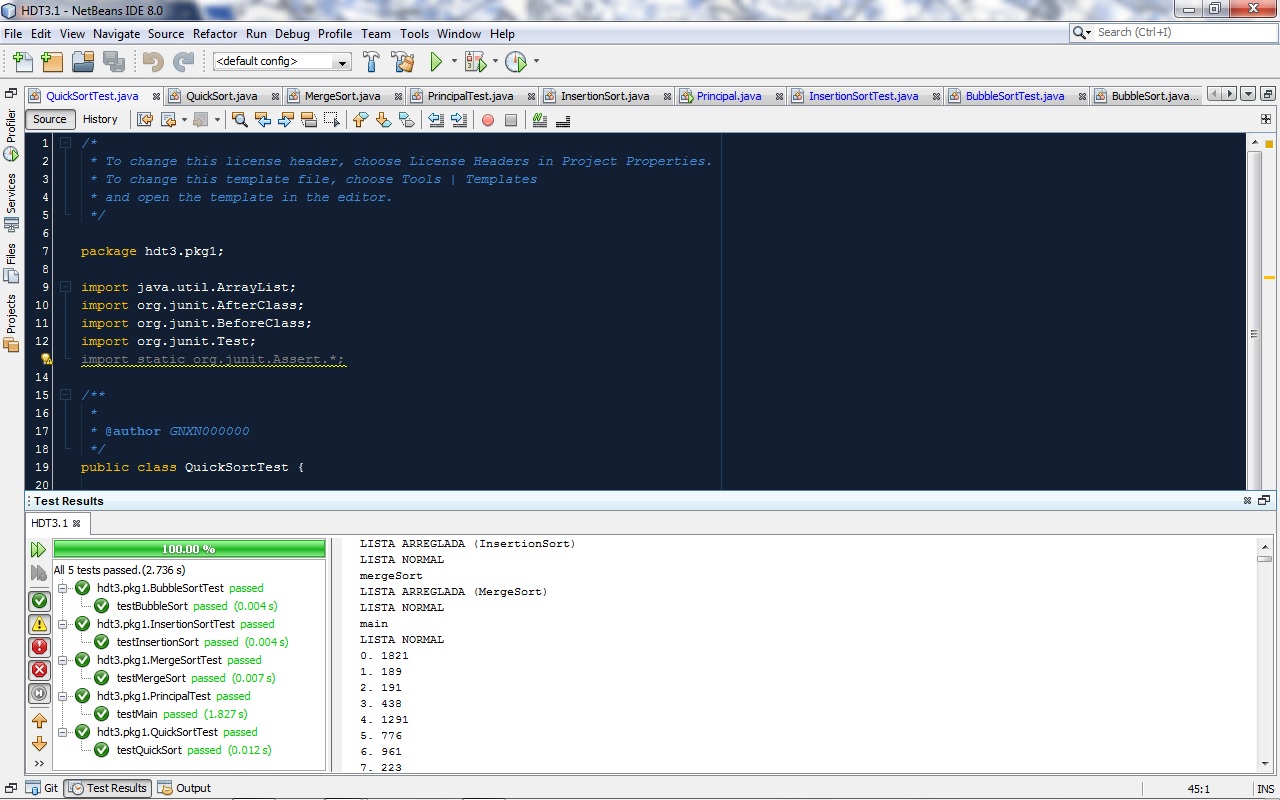 HDT3.1 - NetBeans IDE 8.0
File Edit View Navigate Source Refactor Run Debug Profile Team Tools Window Help
Search (Ctrl+I)
<default config>
QuickSortTest.java QuickSort.java MergeSort.java PrincipalTest.java InsertionSort.java Principal.java InsertionSortTest.java BubbleSortTest.java BubbleSort.java...
Source History
Profiler
Services
Files
Projects
1 /*
2 * To change this license header, choose License Headers in Project Properties.
3 * To change this template file, choose Tools | Templates
4 * and open the template in the editor.
5 */
6
7 package hdt3.pkg1;
8
9 import java.util.ArrayList;
10 import org.junit.AfterClass;
11 import org.junit.BeforeClass;
12 import org.junit.Test;
import static org.junit.Assert.*;
14
15 /**
16 *
17 * @author GNXN000000
18 */
19 public class QuickSortTest {
20
Test Results
HDT3.1
100.00 %
All 5 tests passed.(2.736 s)
hdt3.pkg1.BubbleSortTest passed
testBubbleSort passed (0.004 s)
hdt3.pkg1.InsertionSortTest passed
testInsertionSort passed (0.004 s)
hdt3.pkg1.MergeSortTest passed
testMergeSort passed (0.007 s)
hdt3.pkg1.PrincipalTest passed
testMain passed (1.827 s)
hdt3.pkg1.QuickSortTest passed
testQuickSort passed (0.012 s)
>>
LISTA ARREGLADA (InsertionSort)
LISTA NORMAL
mergeSort
LISTA ARREGLADA (MergeSort)
LISTA NORMAL
main
LISTA NORMAL
0. 1821
1. 189
2. 191
3. 438
4. 1291
5. 776
6. 961
7. 223
Git Test Results Output
45:1 INS